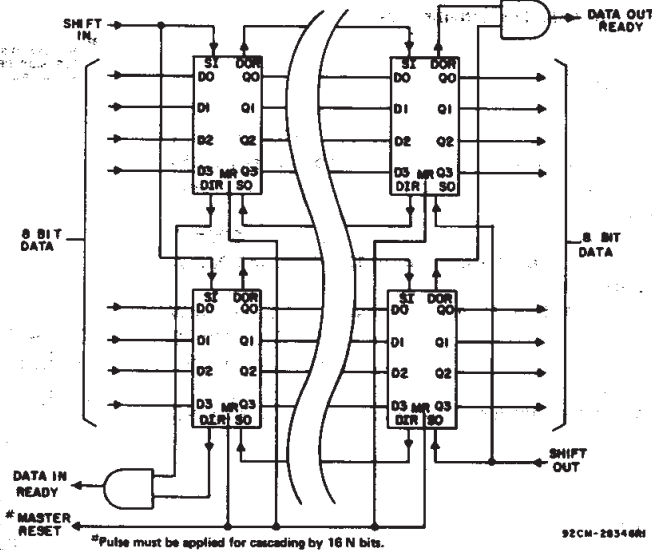 SHIFT IN
DATA OUT READY
SI DOR
D0 Q0
D1 Q1
D2 Q2
D3 MR Q3
DIR SO
SI DOR
D0 Q0
D1 Q1
D2 Q2
D3 MR Q3
DIR SO
8 BIT DATA
8 BIT DATA
SI DOR
D0 Q0
D1 Q1
D2 Q2
D3 MR Q3
DIR SO
SI DOR
D0 Q0
D1 Q1
D2 Q2
D3 MR Q3
DIR SO
SHIFT OUT
DATA IN READY
# MASTER RESET
#Pulse must be applied for cascading by 16 N bits.
92CM-28346R1